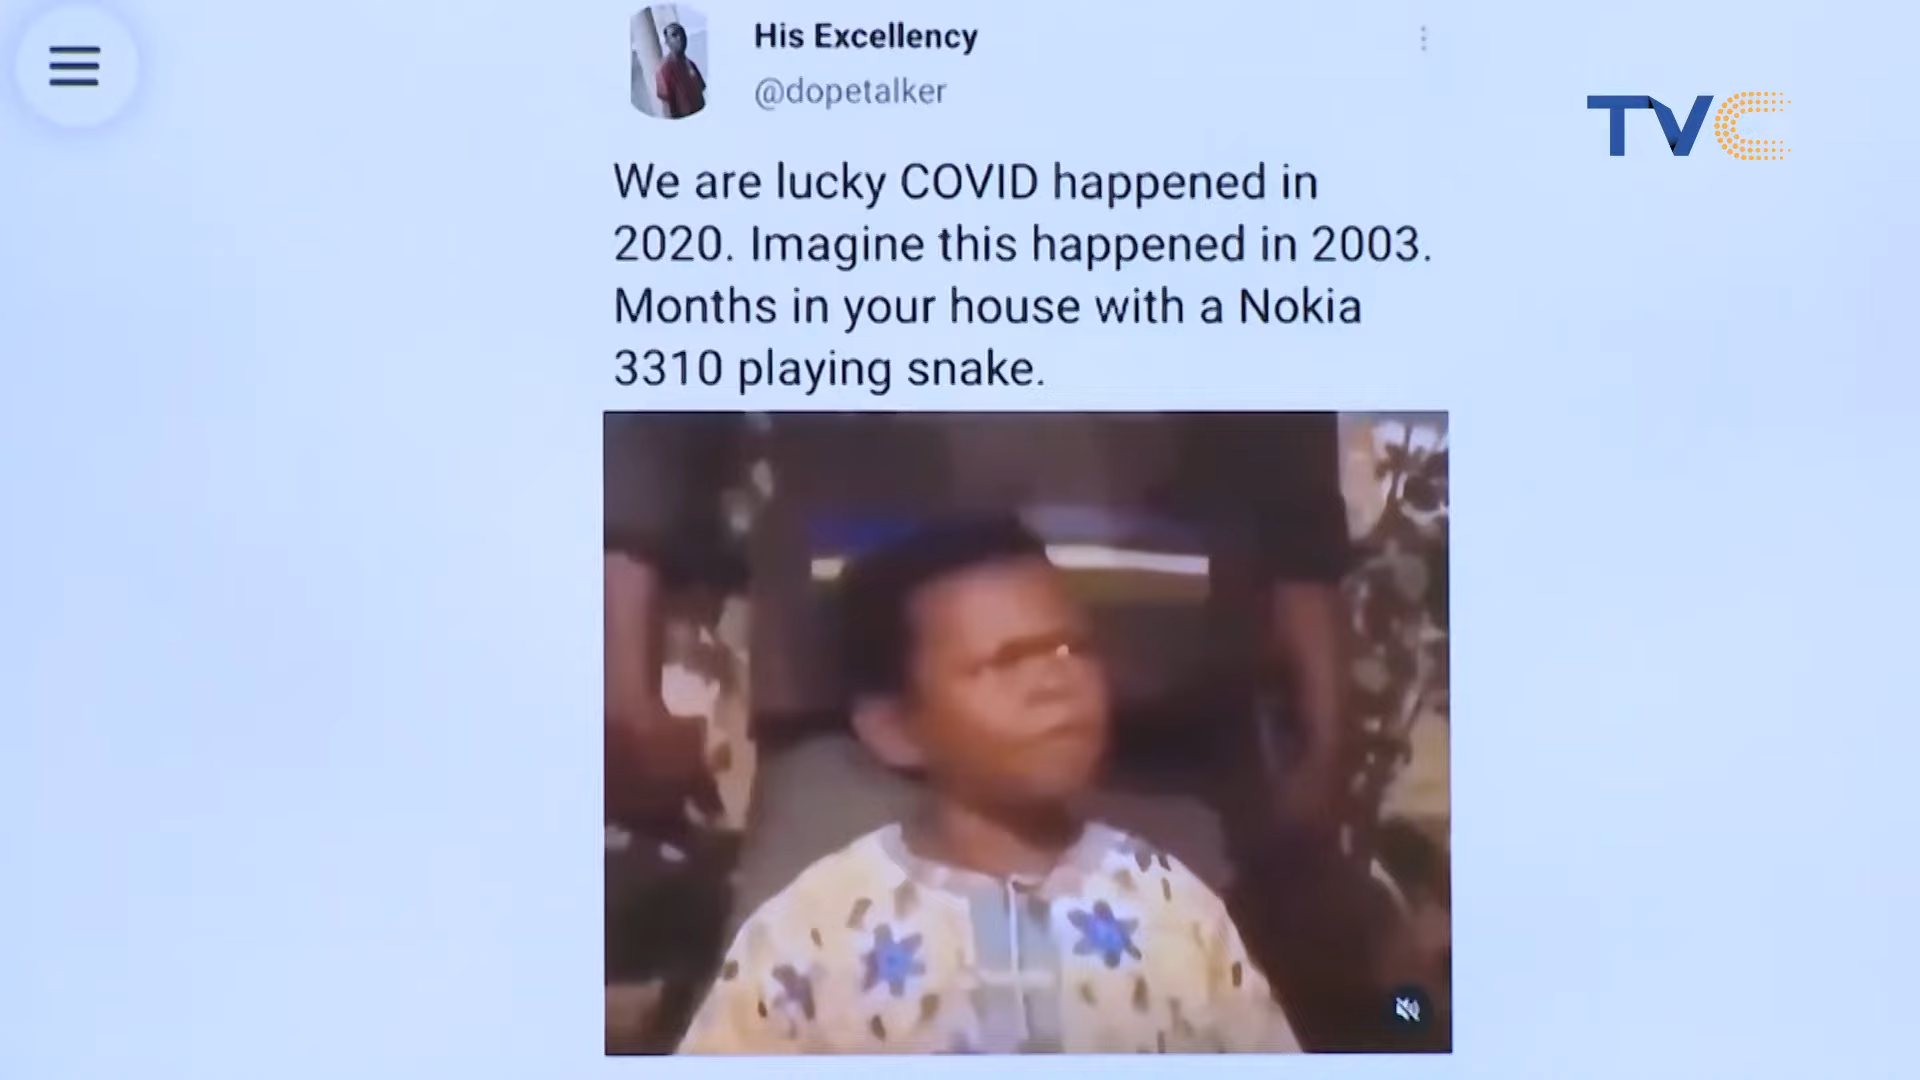 His Excellency
@dopetalker
TVC
We are lucky COVID happened in
2020. Imagine this happened in 2003.
Months in your house with a Nokia
3310 playing snake.